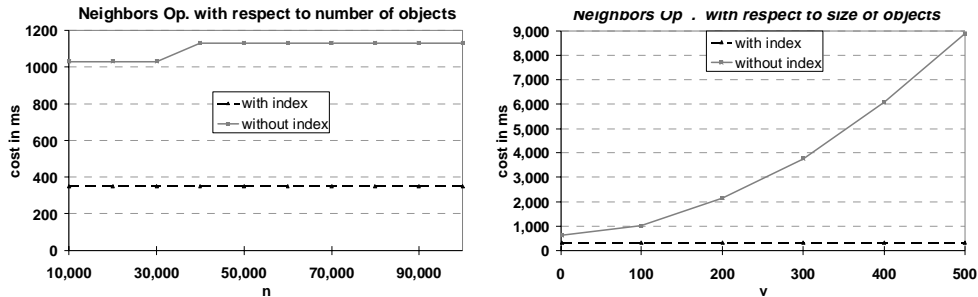 Neighbors Op. with respect to number of objects
1200
1000
800
600
400
200
0
cost in ms
with index
without index
10,000
30,000
50,000
70,000
90,000
n
Neighbors Op . with respect to size of objects
9,000
8,000
7,000
6,000
5,000
4,000
3,000
2,000
1,000
0
cost in ms
with index
without index
0
100
200
300
400
500
v